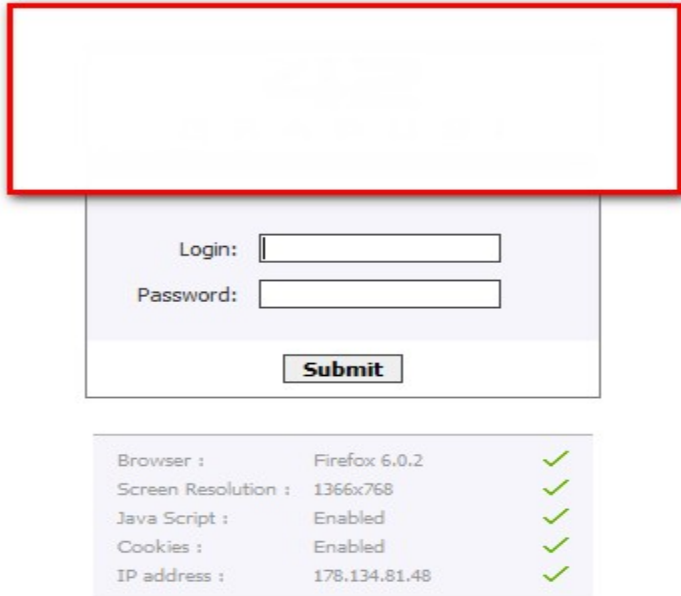 Login:
Password:
Submit
Browser : Firefox 6.0.2
Screen Resolution : 1366x768
Java Script : Enabled
Cookies : Enabled
IP address : 178.134.81.48